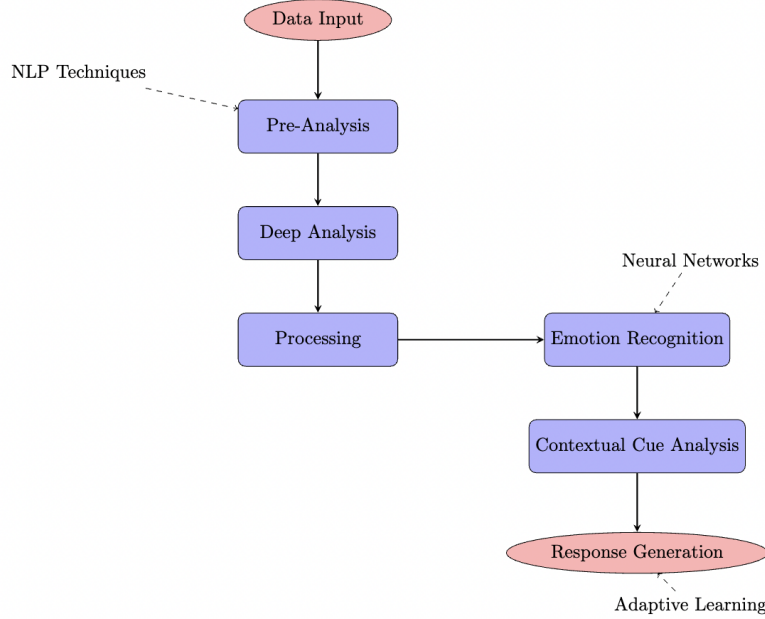 Data Input
NLP Techniques
Pre-Analysis
Deep Analysis
Neural Networks
Processing
Emotion Recognition
Contextual Cue Analysis
Response Generation
Adaptive Learning